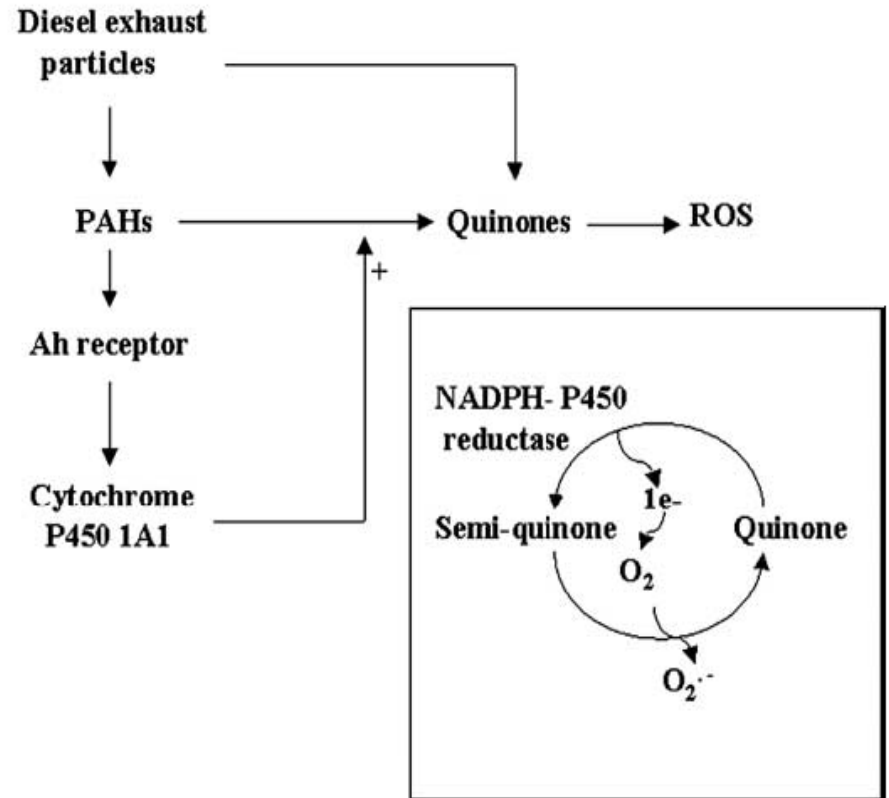 Diesel exhaust
particles
PAHs
Quinones
ROS
+
Ah receptor
Cytochrome
P450 1A1
NADPH- P450
reductase
1e-
Semi-quinone
Quinone
O₂
O₂·-